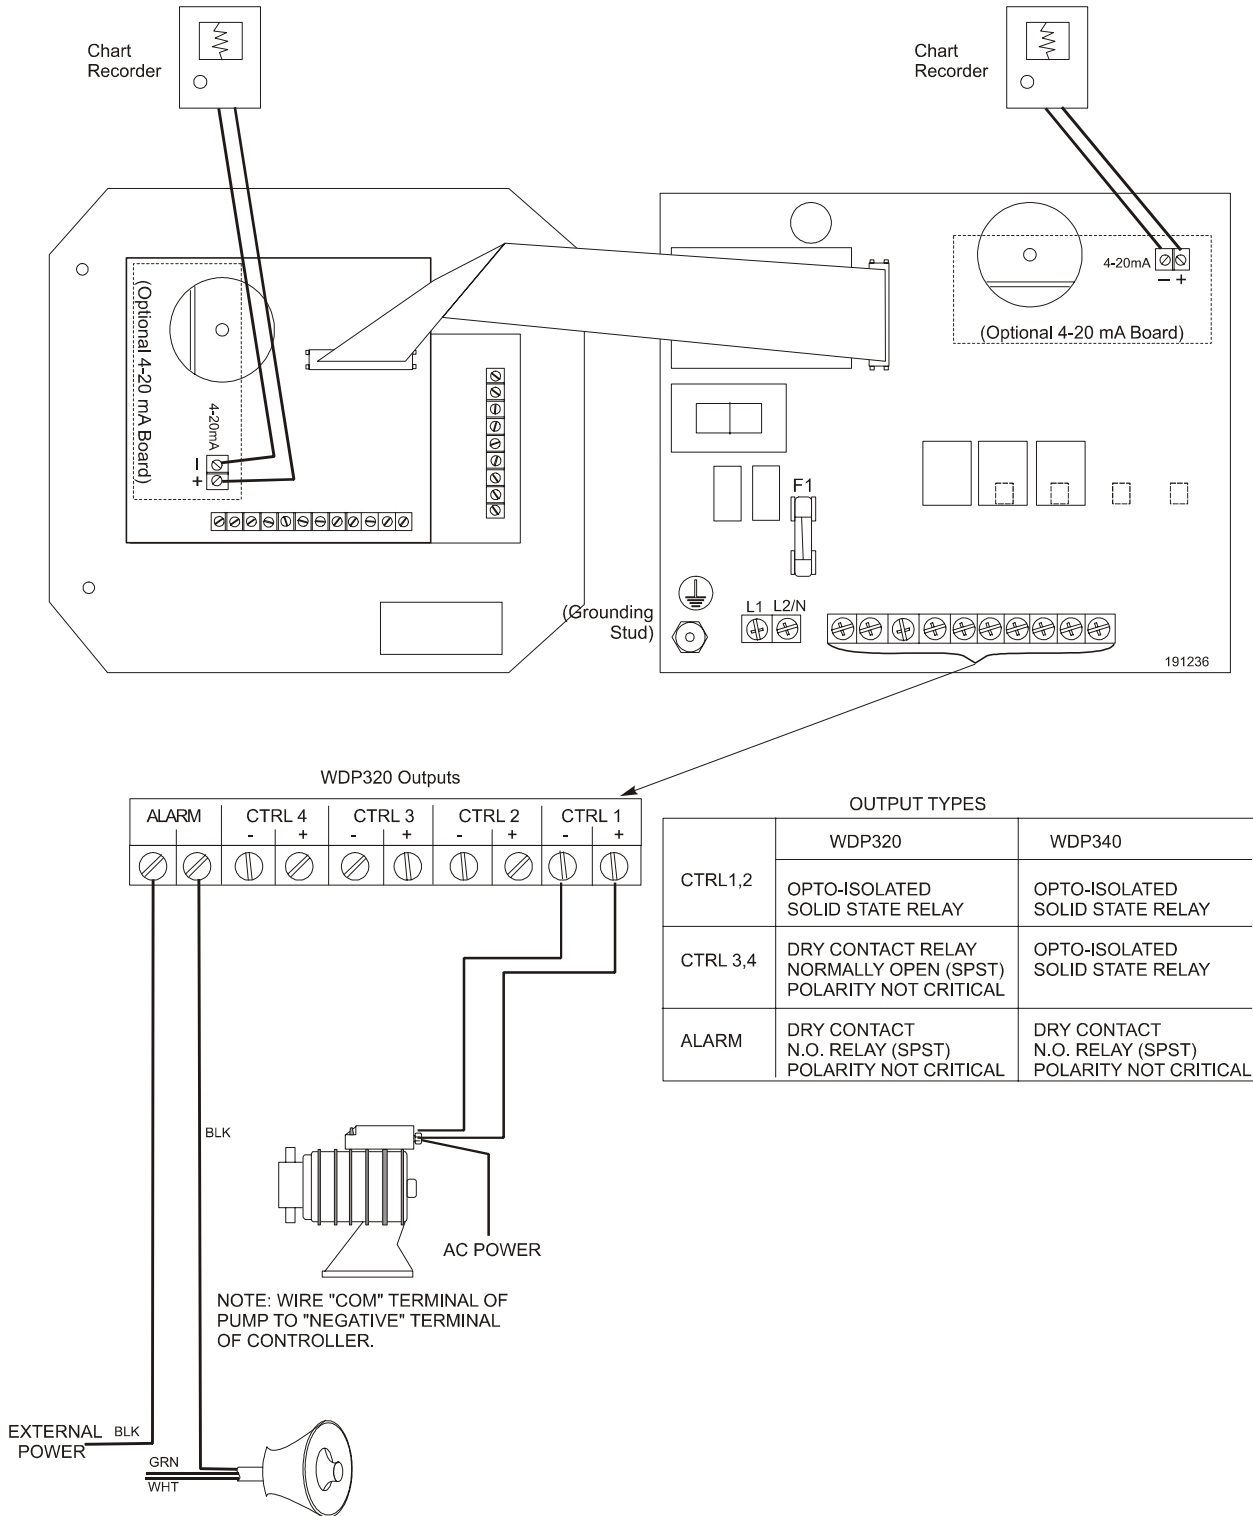 Chart
Recorder
Chart
Recorder
(Optional 4-20 mA Board)
4-20mA
-
+
4-20mA
- +
(Optional 4-20 mA Board)
F1
(Grounding
Stud)
L1 L2/N
191236
WDP320 Outputs
ALARM CTRL 4 CTRL 3 CTRL 2 CTRL 1
- + - + - + - +
OUTPUT TYPES
WDP320 WDP340
CTRL1,2
OPTO-ISOLATED
SOLID STATE RELAY
OPTO-ISOLATED
SOLID STATE RELAY
CTRL 3,4
DRY CONTACT RELAY
NORMALLY OPEN (SPST)
POLARITY NOT CRITICAL
OPTO-ISOLATED
SOLID STATE RELAY
ALARM
DRY CONTACT
N.O. RELAY (SPST)
POLARITY NOT CRITICAL
DRY CONTACT
N.O. RELAY (SPST)
POLARITY NOT CRITICAL
BLK
AC POWER
NOTE: WIRE "COM" TERMINAL OF
PUMP TO "NEGATIVE" TERMINAL
OF CONTROLLER.
EXTERNAL
POWER
BLK
GRN
WHT